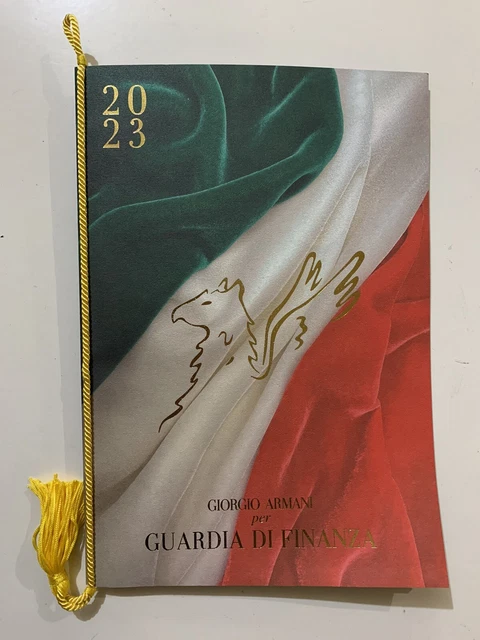 20
23
GIORGIO ARMANI
per
GUARDIA DI FINANZA